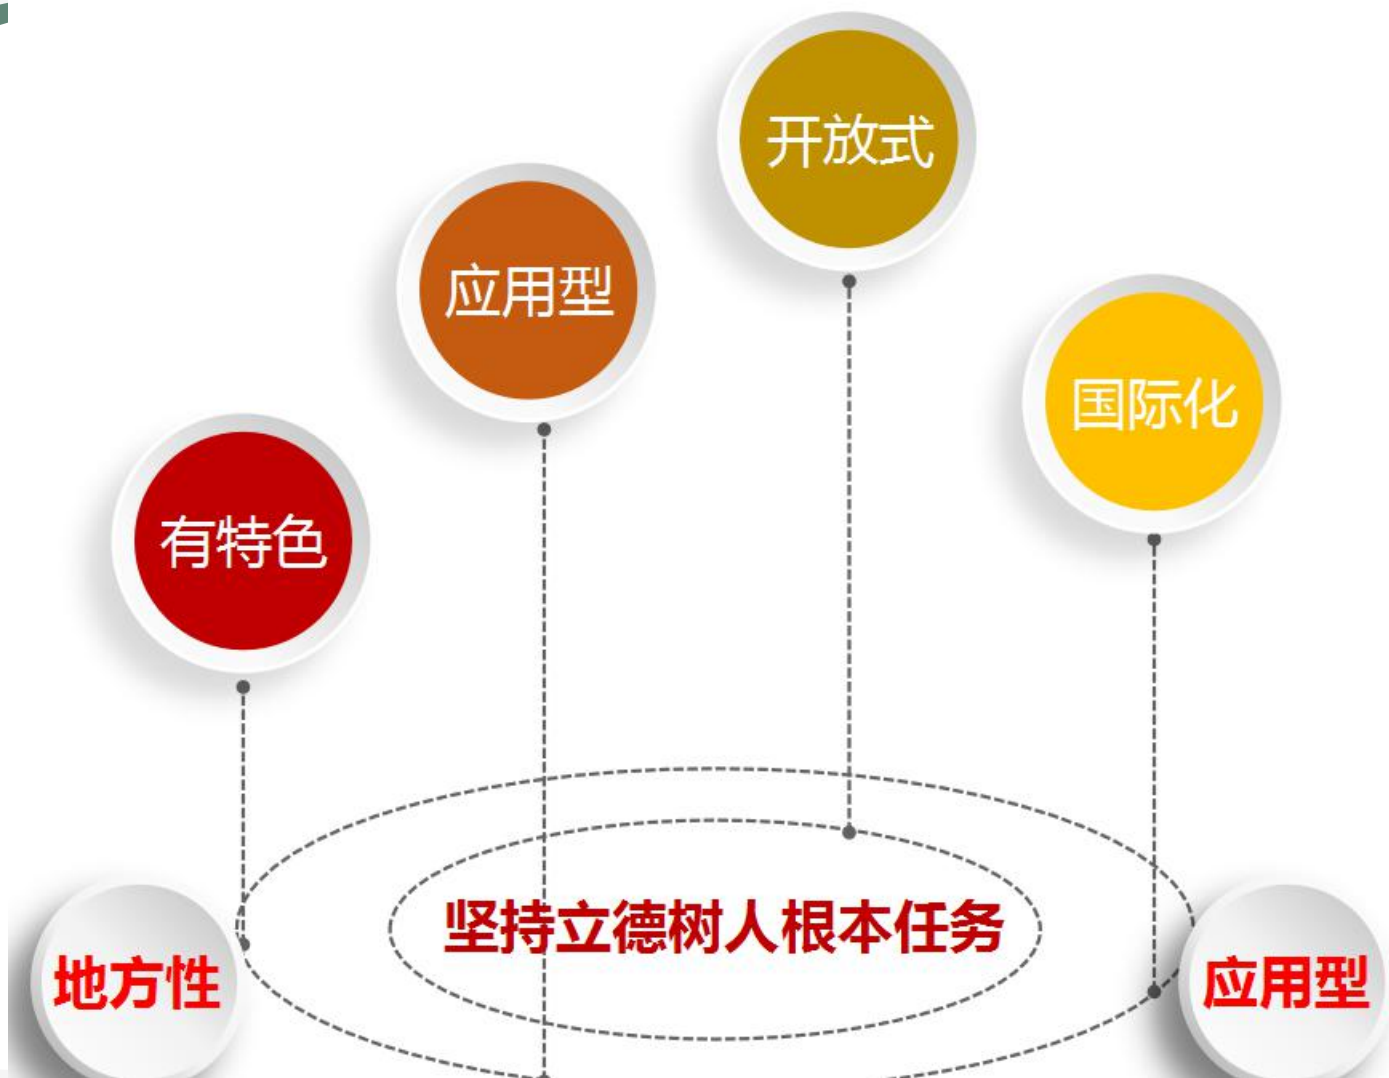 开放式
应用型
国际化
有特色
坚持立德树人根本任务
地方性
应用型